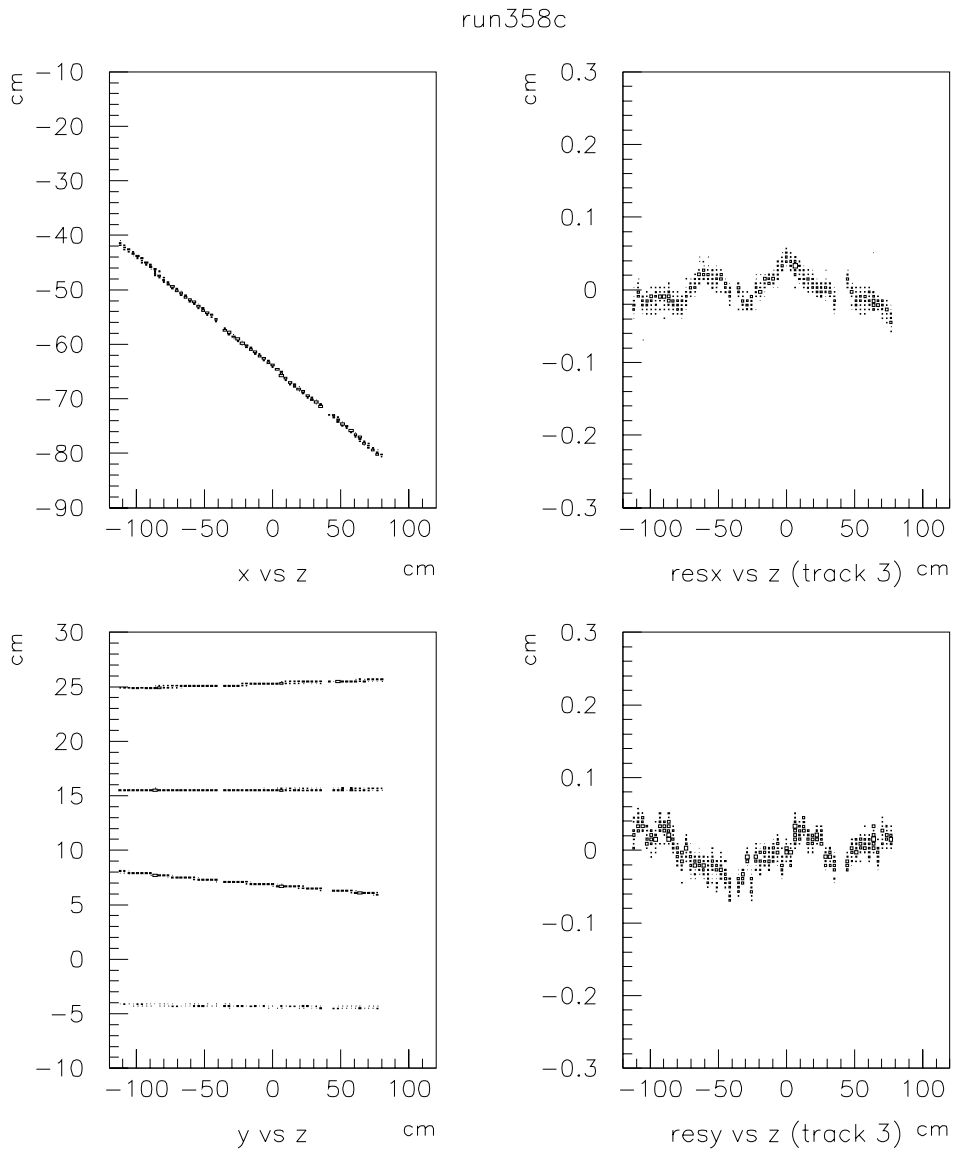 run358c
cm
−10
−20
−30
−40
−50
−60
−70
−80
−90
−100 −50 0 50 100
x vs z cm
cm
0.3
0.2
0.1
0
−0.1
−0.2
−0.3
−100 −50 0 50 100
resx vs z (track 3) cm
cm
30
25
20
15
10
5
0
−5
−10
−100 −50 0 50 100
y vs z cm
cm
0.3
0.2
0.1
0
−0.1
−0.2
−0.3
−100 −50 0 50 100
resy vs z (track 3) cm